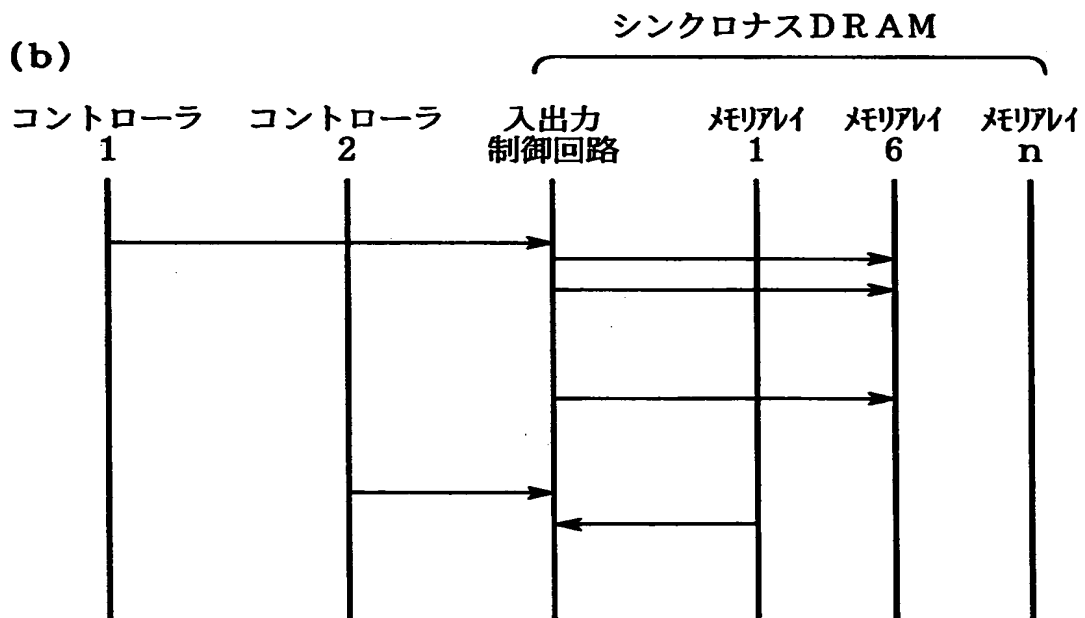 シンクロナスDRAM
(b)
コントローラ
1
コントローラ
2
入出力
制御回路
メモリアレイ
1
メモリアレイ
6
メモリアレイ
n